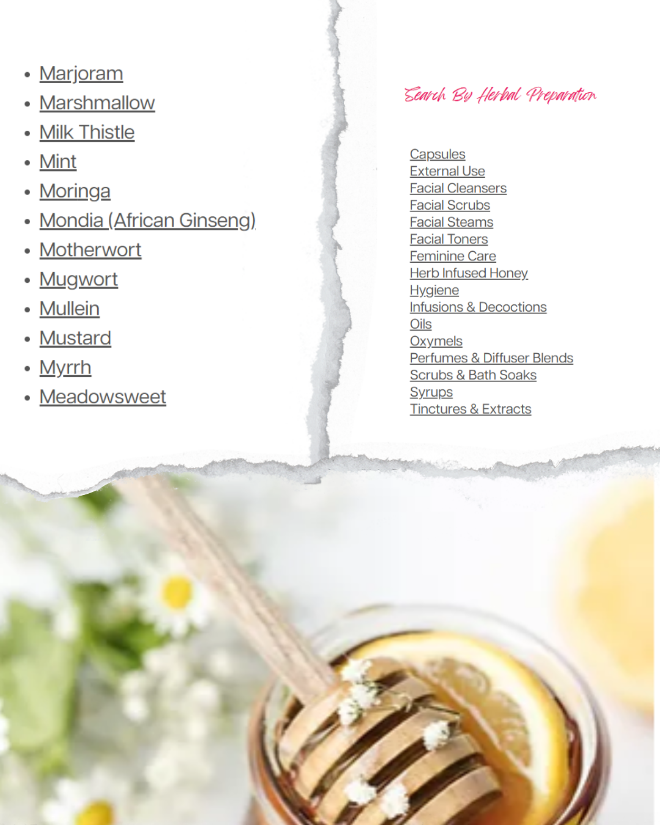 Marjoram
Marshmallow
Milk Thistle
Mint
Moringa
Mondia (African Ginseng)
Motherwort
Mugwort
Mullein
Mustard
Myrrh
Meadowsweet
Search By Herbal Preparation
Capsules
External Use
Facial Cleansers
Facial Scrubs
Facial Steams
Facial Toners
Feminine Care
Herb Infused Honey
Hygiene
Infusions & Decoctions
Oils
Oxymels
Perfumes & Diffuser Blends
Scrubs & Bath Soaks
Syrups
Tinctures & Extracts